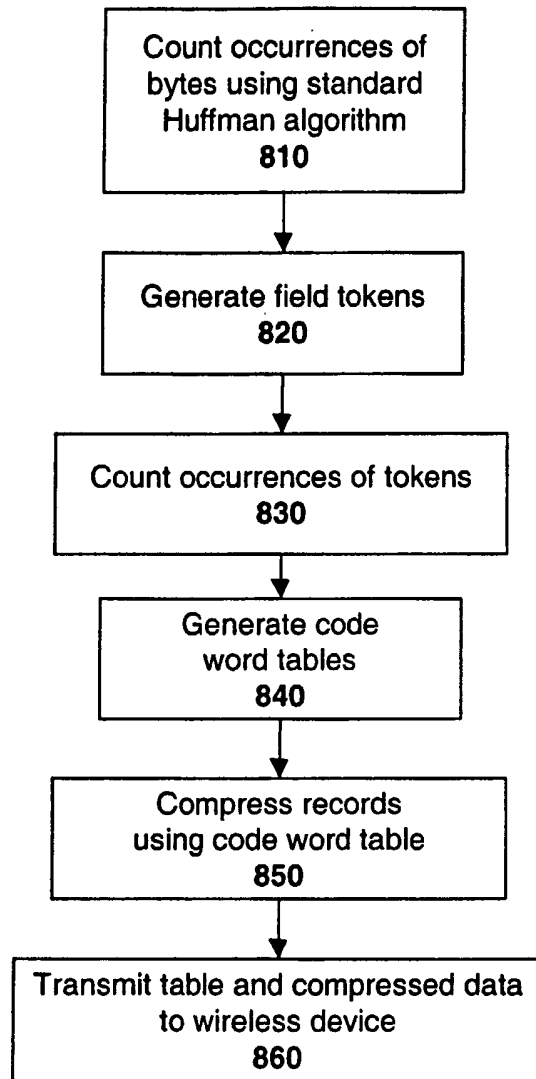 Count occurrences of
bytes using standard
Huffman algorithm
810
Generate field tokens
820
Count occurrences of tokens
830
Generate code
word tables
840
Compress records
using code word table
850
Transmit table and compressed data
to wireless device
860